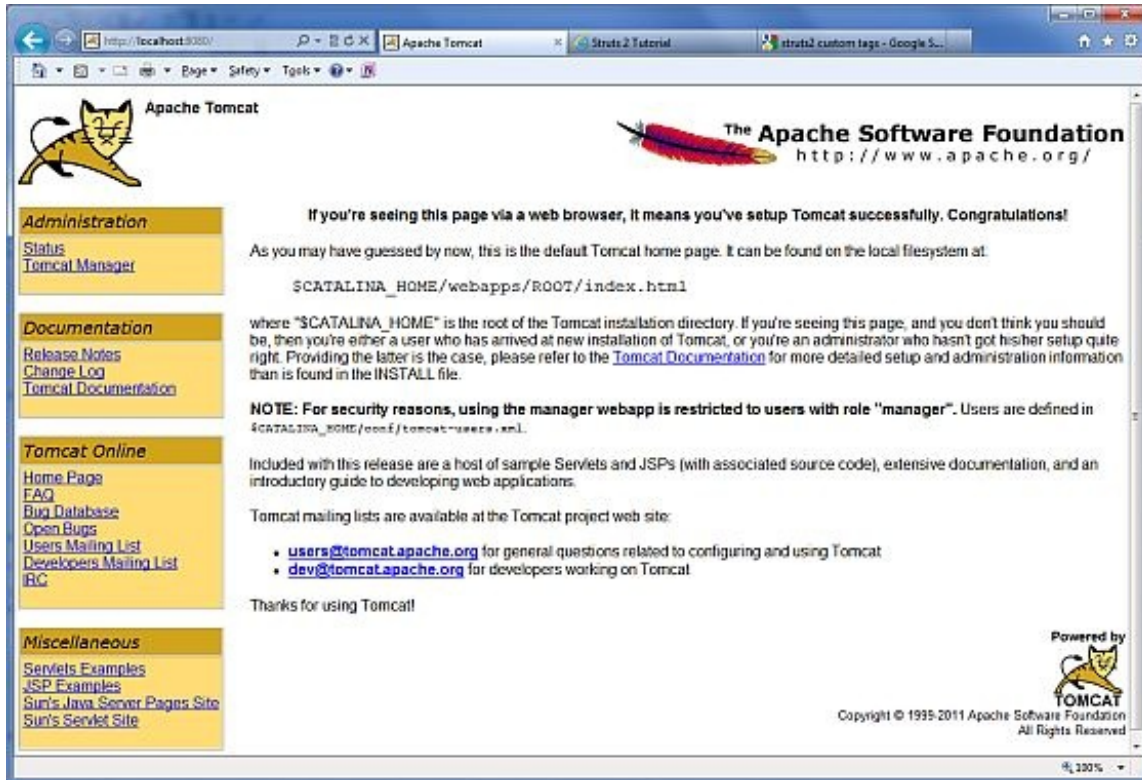 http://localhost:8080/
Apache Tomcat
Struts 2 Tutorial
struts2 custom tags - Google S...
Page
Safety
Tools
Apache Tomcat
The Apache Software Foundation
http://www.apache.org/
Administration
Status
Tomcat Manager
Documentation
Release Notes
Change Log
Tomcat Documentation
Tomcat Online
Home Page
FAQ
Bug Database
Open Bugs
Users Mailing List
Developers Mailing List
IRC
Miscellaneous
Servlets Examples
JSP Examples
Sun's Java Server Pages Site
Sun's Servlet Site
If you're seeing this page via a web browser, it means you've setup Tomcat successfully. Congratulations!
As you may have guessed by now, this is the default Tomcat home page. It can be found on the local filesystem at:
$CATALINA_HOME/webapps/ROOT/index.html
where "$CATALINA_HOME" is the root of the Tomcat installation directory. If you're seeing this page, and you don't think you should
be, then you're either a user who has arrived at new installation of Tomcat, or you're an administrator who hasn't got his/her setup quite
right. Providing the latter is the case, please refer to the Tomcat Documentation for more detailed setup and administration information
than is found in the INSTALL file.
NOTE: For security reasons, using the manager webapp is restricted to users with role "manager". Users are defined in
$CATALINA_HOME/conf/tomcat-users.xml.
Included with this release are a host of sample Servlets and JSPs (with associated source code), extensive documentation, and an
introductory guide to developing web applications.
Tomcat mailing lists are available at the Tomcat project web site:
• users@tomcat.apache.org for general questions related to configuring and using Tomcat
• dev@tomcat.apache.org for developers working on Tomcat
Thanks for using Tomcat!
Powered by
TOMCAT
Copyright © 1999-2011 Apache Software Foundation
All Rights Reserved
100%